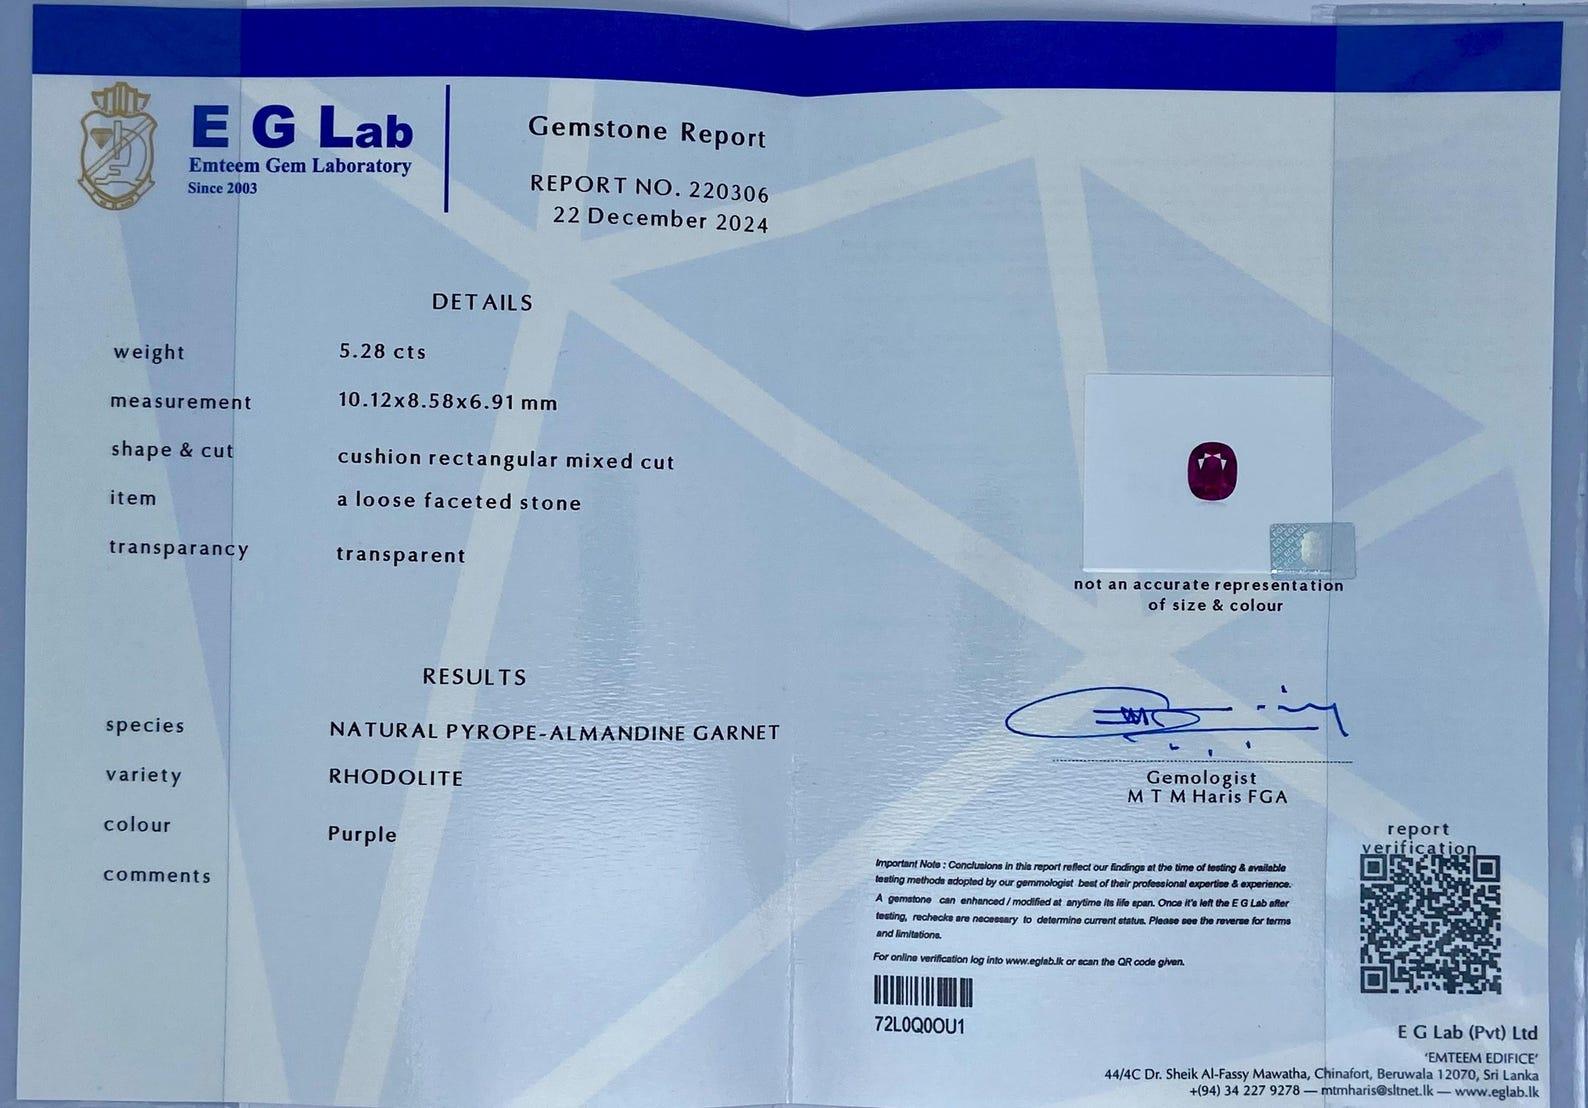 E G Lab
Emteem Gem Laboratory
Since 2003
Gemstone Report
REPORT NO. 220306
22 December 2024
DETAILS
weight 5.28 cts
measurement 10.12x8.58x6.91 mm
shape & cut cushion rectangular mixed cut
item a loose faceted stone
transparancy transparent
not an accurate representation
of size & colour
RESULTS
species NATURAL PYROPE-ALMANDINE GARNET
variety RHODOLITE
colour Purple
comments
Gemologist
M T M Haris FGA
report
verification
Important Note : Conclusions in this report reflect our findings at the time of testing & available
testing methods adopted by our gemmologist best of their professional expertise & experience.
A gemstone can enhanced / modified at anytime its life span. Once it's left the E G Lab after
testing, rechecks are necessary to determine current status. Please see the reverse for terms
and limitations.
For online verification log into www.eglab.lk or scan the QR code given.
72L0Q0OU1
E G Lab (Pvt) Ltd
'EMTEEM EDIFICE'
44/4C Dr. Sheik Al-Fassy Mawatha, Chinafort, Beruwala 12070, Sri Lanka
+(94) 34 227 9278 — mtmharis@sltnet.lk — www.eglab.lk